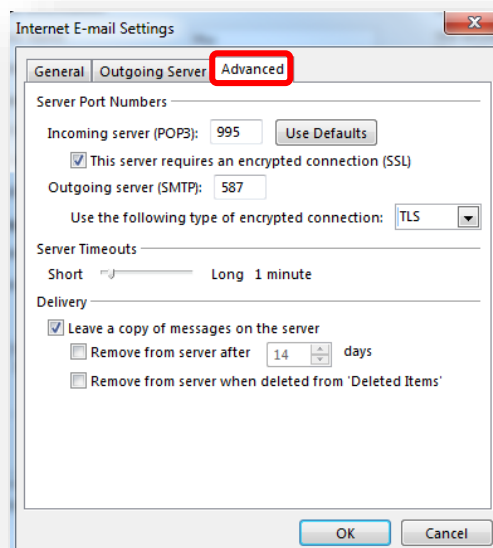 Internet E-mail Settings
General Outgoing Server Advanced
Server Port Numbers
Incoming server (POP3): 995 Use Defaults
This server requires an encrypted connection (SSL)
Outgoing server (SMTP): 587
Use the following type of encrypted connection: TLS
Server Timeouts
Short Long 1 minute
Delivery
Leave a copy of messages on the server
Remove from server after 14 days
Remove from server when deleted from 'Deleted Items'
OK Cancel